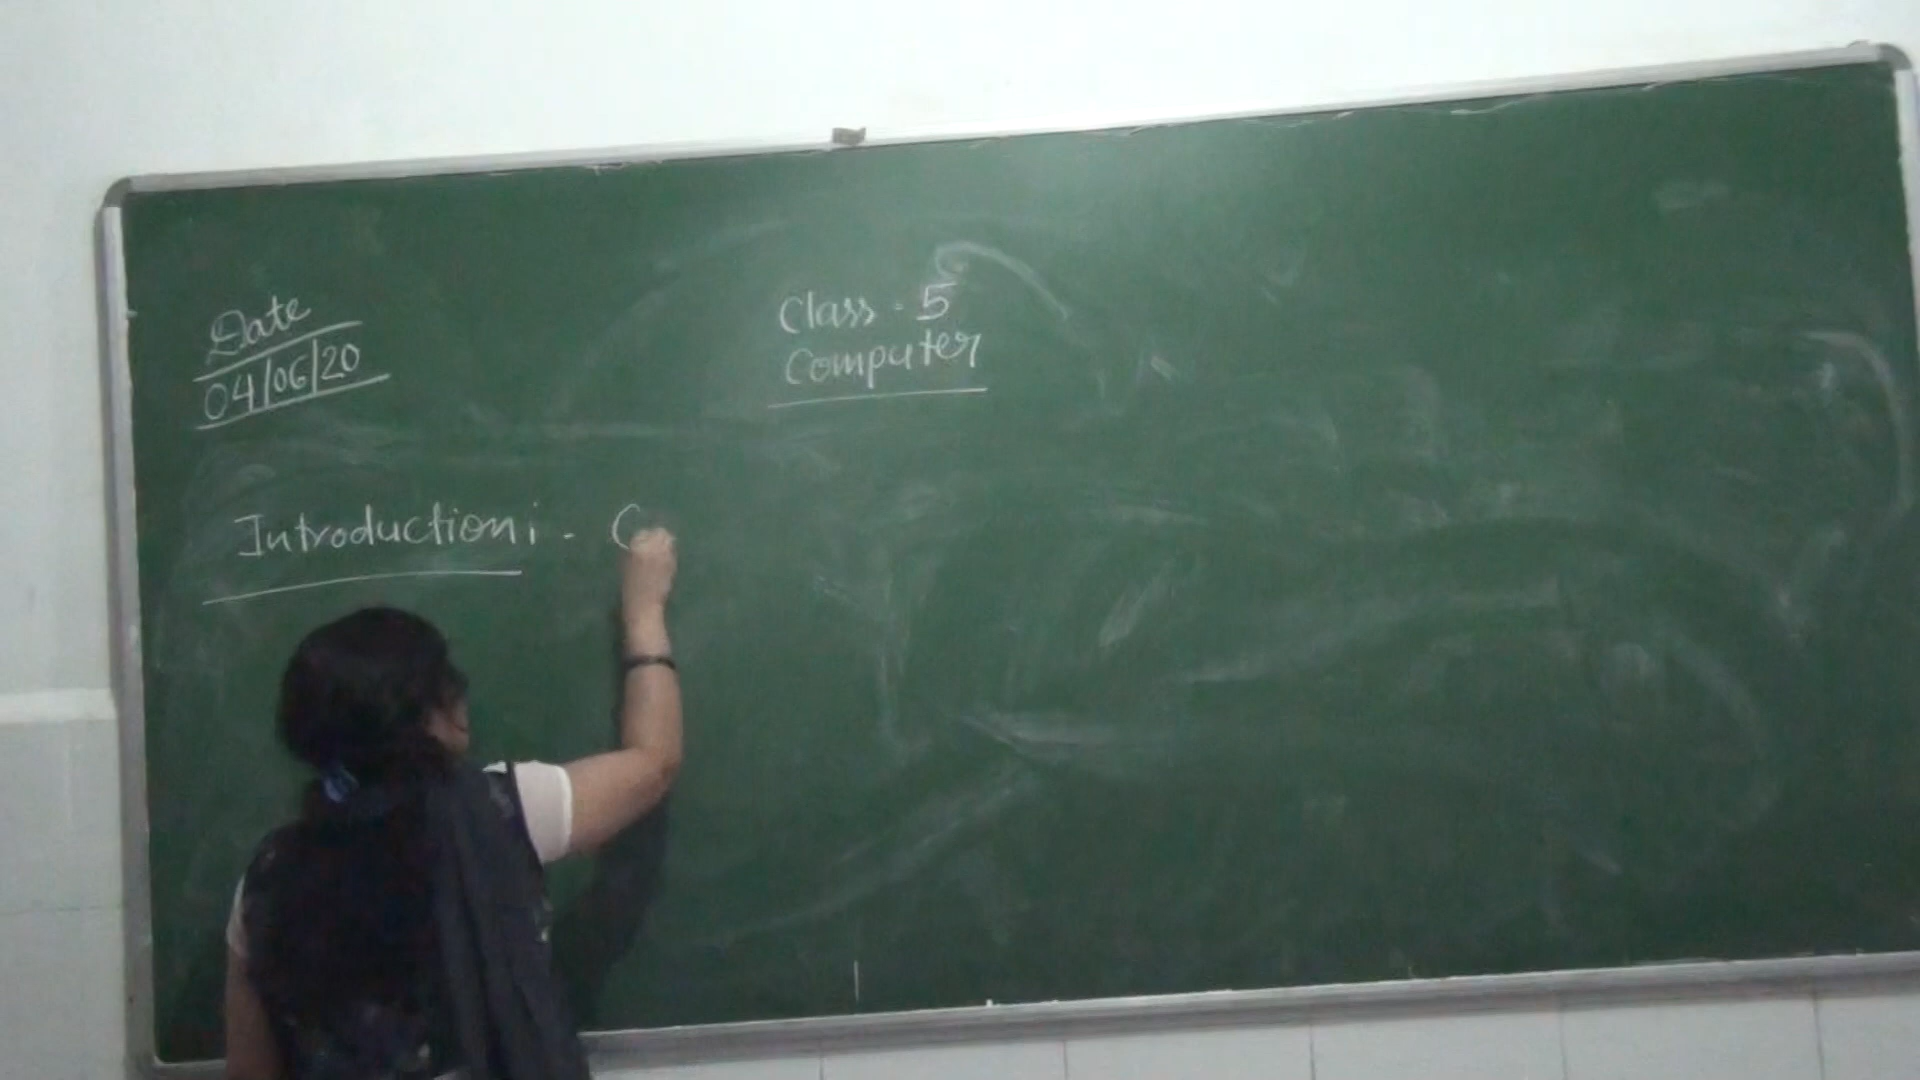 Date
04/06/20
Class - 5
Computer
Introduction :- C